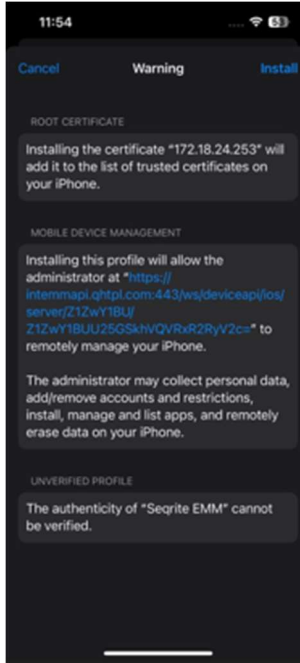 11:54
53
Cancel Warning Install
ROOT CERTIFICATE
Installing the certificate “172.18.24.253” will
add it to the list of trusted certificates on
your iPhone.
MOBILE DEVICE MANAGEMENT
Installing this profile will allow the
administrator at “https://
internmapi.qhtpl.com:443/ws/deviceapi/ios/
server/Z1ZwY1BU/
Z1ZwY1BUU25GSkhVQVRxR2RyV2c=” to
remotely manage your iPhone.
The administrator may collect personal data,
add/remove accounts and restrictions,
install, manage and list apps, and remotely
erase data on your iPhone.
UNVERIFIED PROFILE
The authenticity of “Seqrite EMM” cannot
be verified.